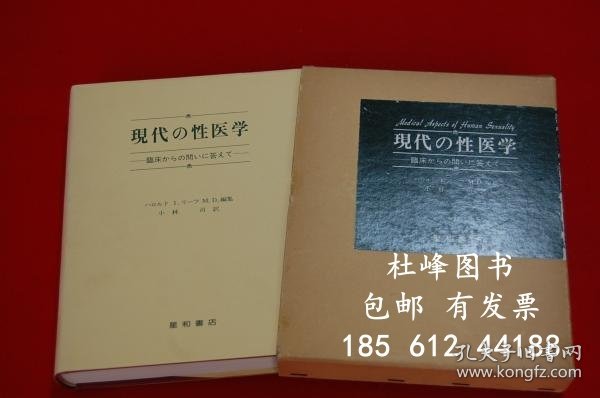 現代の性医学
臨床からの問いに答えて
ハロルド I. リーフ M.D. 編集
小林 司 訳
星和書店
Medical Aspects of Human Sexuality
現代の性医学
臨床からの問いに答えて
杜峰图书
包邮 有发票
185 612 44188
孔夫子旧书网
www.kongfz.com